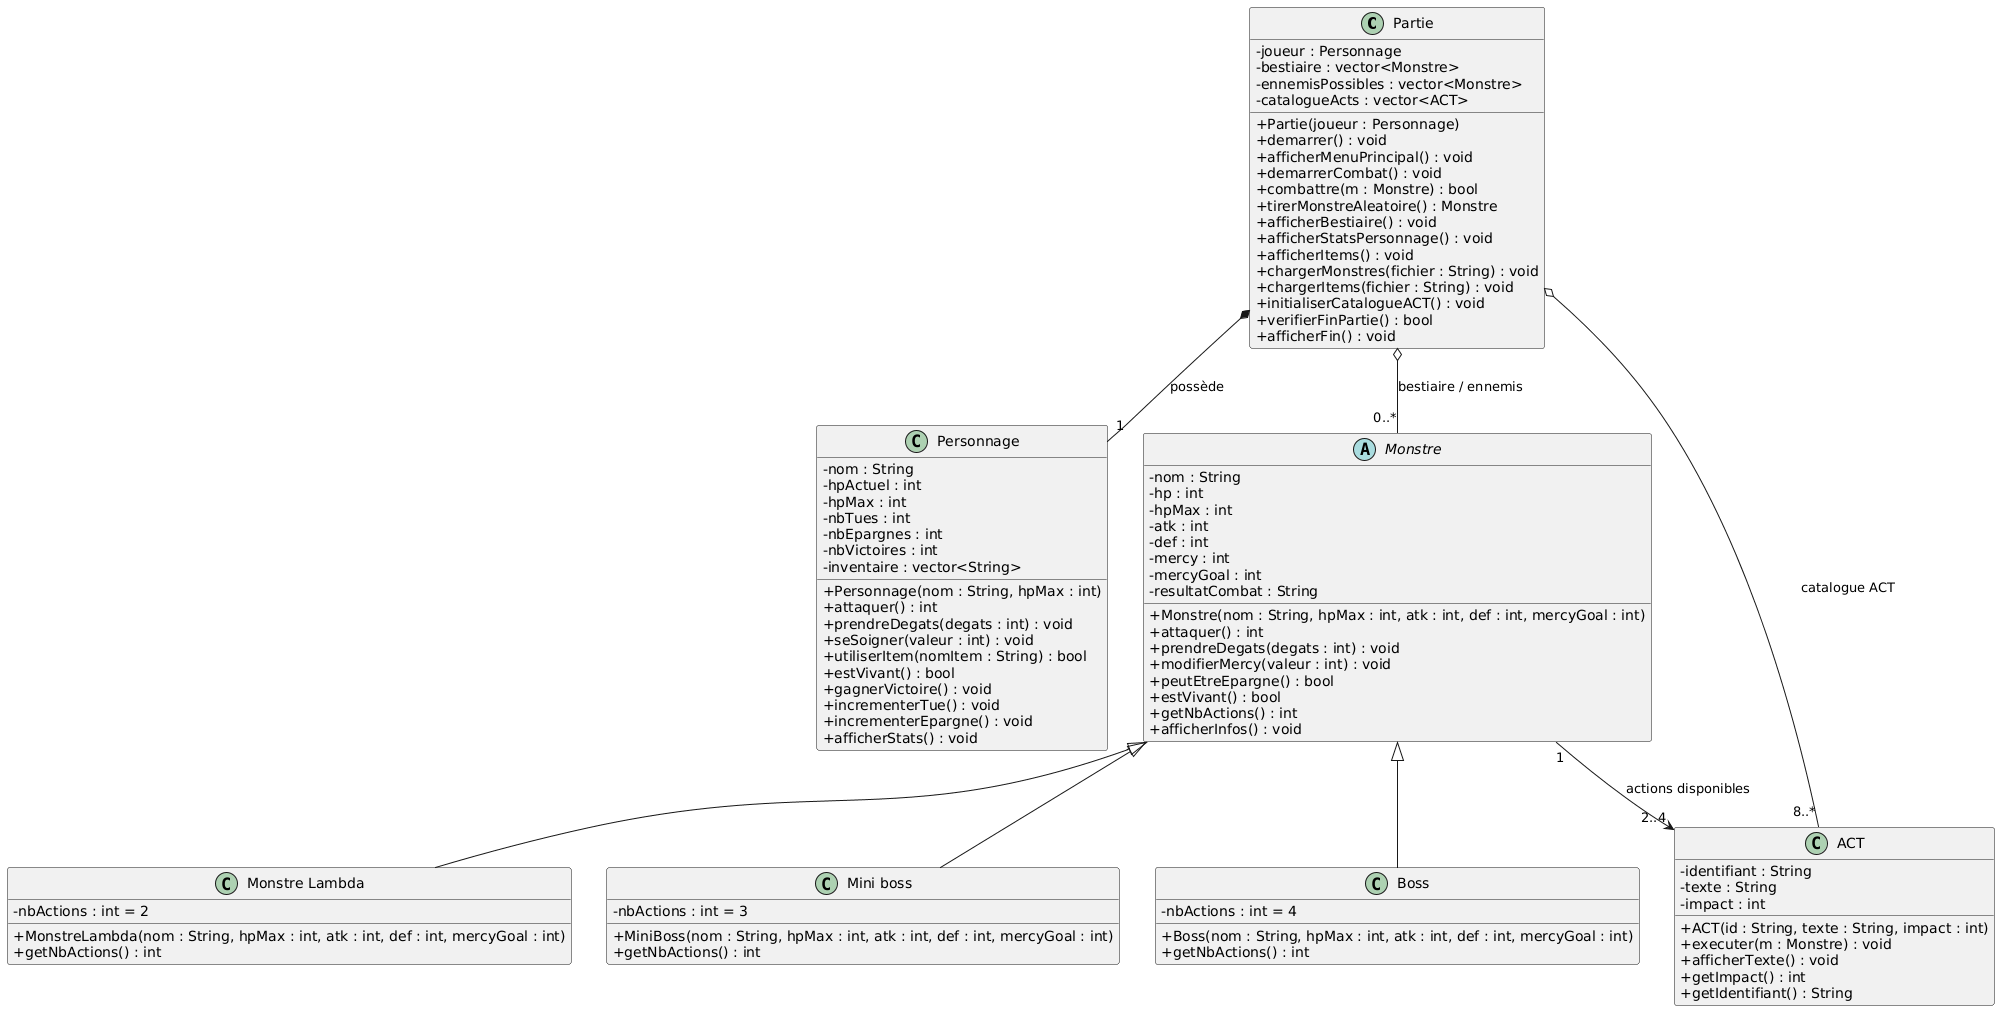 C Partie
-joueur : Personnage
-bestiaire : vector<Monstre>
-ennemisPossibles : vector<Monstre>
-catalogueActs : vector<ACT>
+Partie(joueur : Personnage)
+demarrer() : void
+afficherMenuPrincipal() : void
+demarrerCombat() : void
+combattre(m : Monstre) : bool
+tirerMonstreAleatoire() : Monstre
+afficherBestiaire() : void
+afficherStatsPersonnage() : void
+afficherItems() : void
+chargerMonstres(fichier : String) : void
+chargerItems(fichier : String) : void
+initialiserCatalogueACT() : void
+verifierFinPartie() : bool
+afficherFin() : void
possède
1
bestiaire / ennemis
0..*
catalogue ACT
8..*
C Personnage
-nom : String
-hpActuel : int
-hpMax : int
-nbTues : int
-nbEpargnes : int
-nbVictoires : int
-inventaire : vector<String>
+Personnage(nom : String, hpMax : int)
+attaquer() : int
+prendreDegats(degats : int) : void
+seSoigner(valeur : int) : void
+utiliserItem(nomItem : String) : bool
+estVivant() : bool
+gagnerVictoire() : void
+incrementerTue() : void
+incrementerEpargne() : void
+afficherStats() : void
A Monstre
-nom : String
-hp : int
-hpMax : int
-atk : int
-def : int
-mercy : int
-mercyGoal : int
-resultatCombat : String
+Monstre(nom : String, hpMax : int, atk : int, def : int, mercyGoal : int)
+attaquer() : int
+prendreDegats(degats : int) : void
+modifierMercy(valeur : int) : void
+peutEtreEpargne() : bool
+estVivant() : bool
+getNbActions() : int
+afficherInfos() : void
1
actions disponibles
2..4
C Monstre Lambda
-nbActions : int = 2
+MonstreLambda(nom : String, hpMax : int, atk : int, def : int, mercyGoal : int)
+getNbActions() : int
C Mini boss
-nbActions : int = 3
+MiniBoss(nom : String, hpMax : int, atk : int, def : int, mercyGoal : int)
+getNbActions() : int
C Boss
-nbActions : int = 4
+Boss(nom : String, hpMax : int, atk : int, def : int, mercyGoal : int)
+getNbActions() : int
C ACT
-identifiant : String
-texte : String
-impact : int
+ACT(id : String, texte : String, impact : int)
+executer(m : Monstre) : void
+afficherTexte() : void
+getImpact() : int
+getIdentifiant() : String